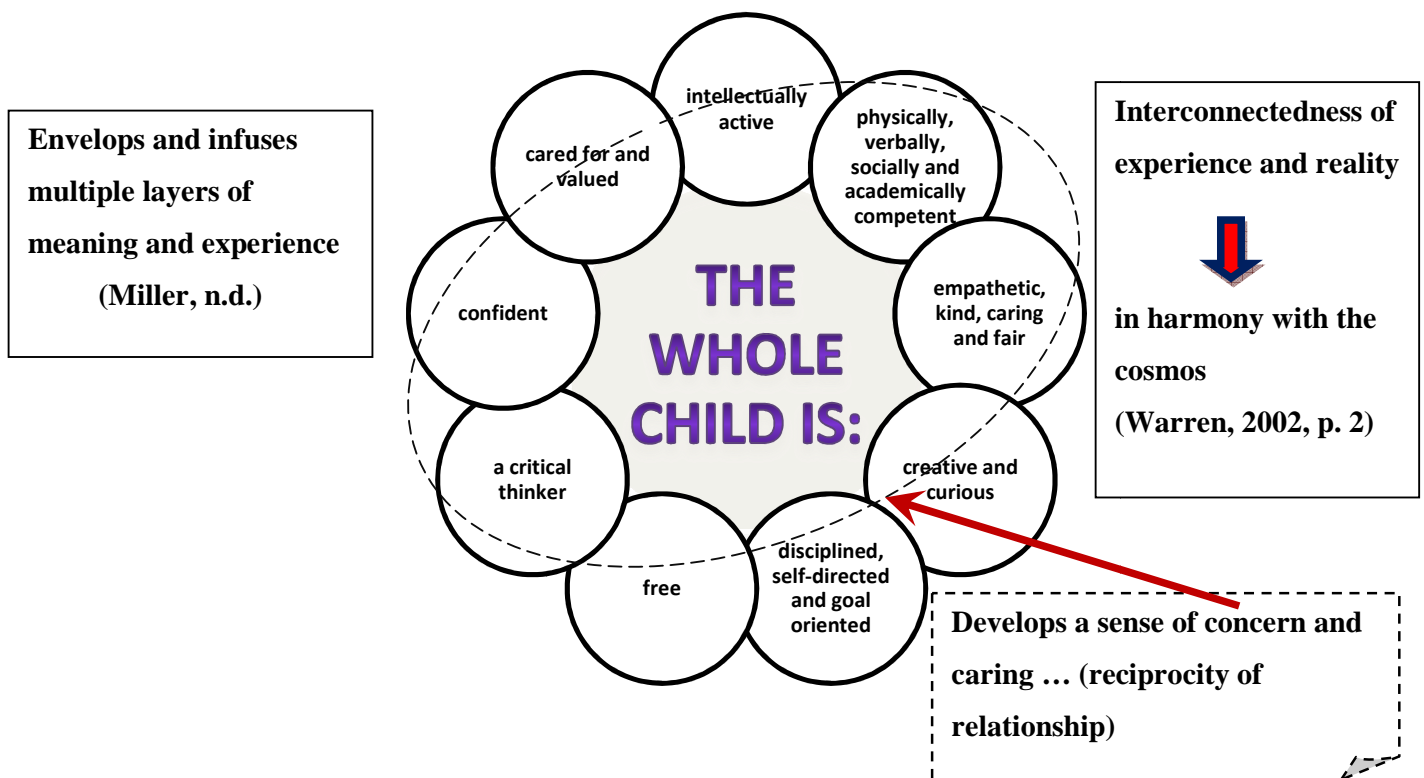 Envelops and infuses
multiple layers of
meaning and experience
(Miller, n.d.)
intellectually
active
physically,
verbally,
socially and
academically
competent
empathetic,
kind, caring
and fair
creative and
curious
disciplined,
self-directed
and goal
oriented
free
a critical
thinker
confident
cared for and
valued
THE
WHOLE
CHILD IS:
Interconnectedness of
experience and reality
in harmony with the
cosmos
(Warren, 2002, p. 2)
Develops a sense of concern and
caring … (reciprocity of
relationship)